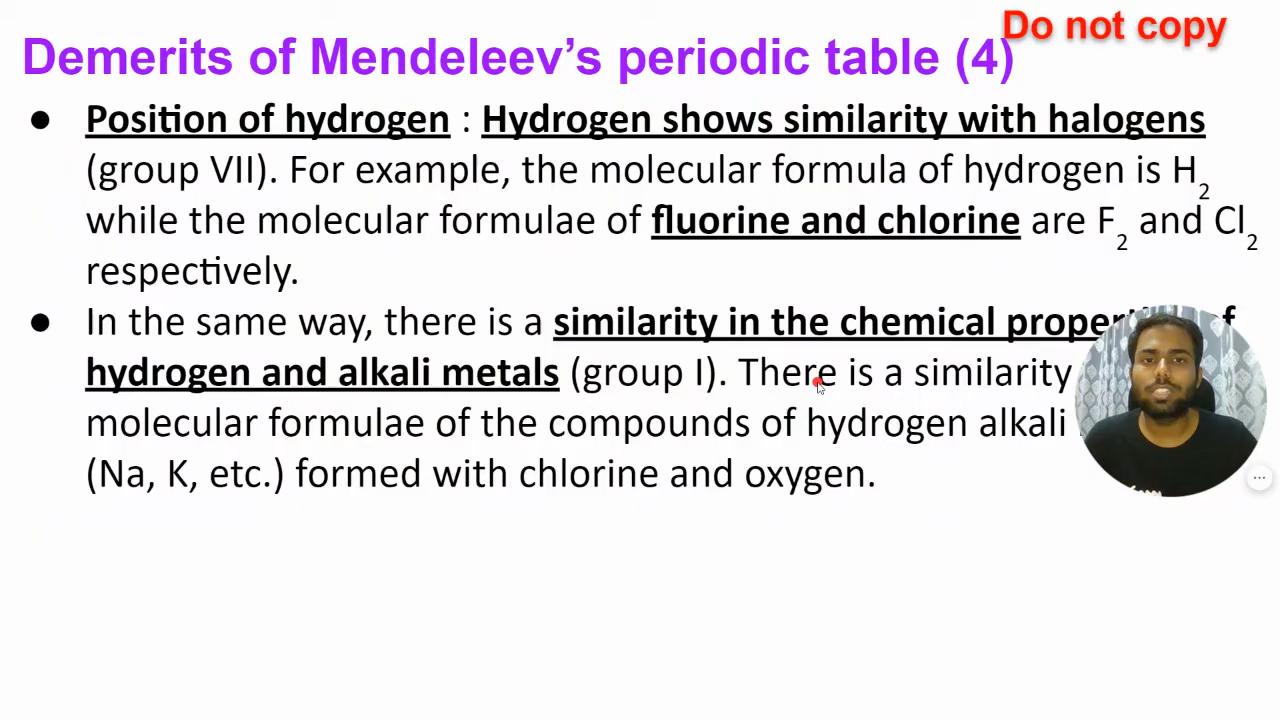 Do not copy
Demerits of Mendeleev’s periodic table (4)
● Position of hydrogen : Hydrogen shows similarity with halogens
(group VII). For example, the molecular formula of hydrogen is H₂
while the molecular formulae of fluorine and chlorine are F₂ and Cl₂
respectively.
● In the same way, there is a similarity in the chemical of
hydrogen and alkali metals (group I). There is a similarity
molecular formulae of the compounds of hydrogen alkali
(Na, K, etc.) formed with chlorine and oxygen.